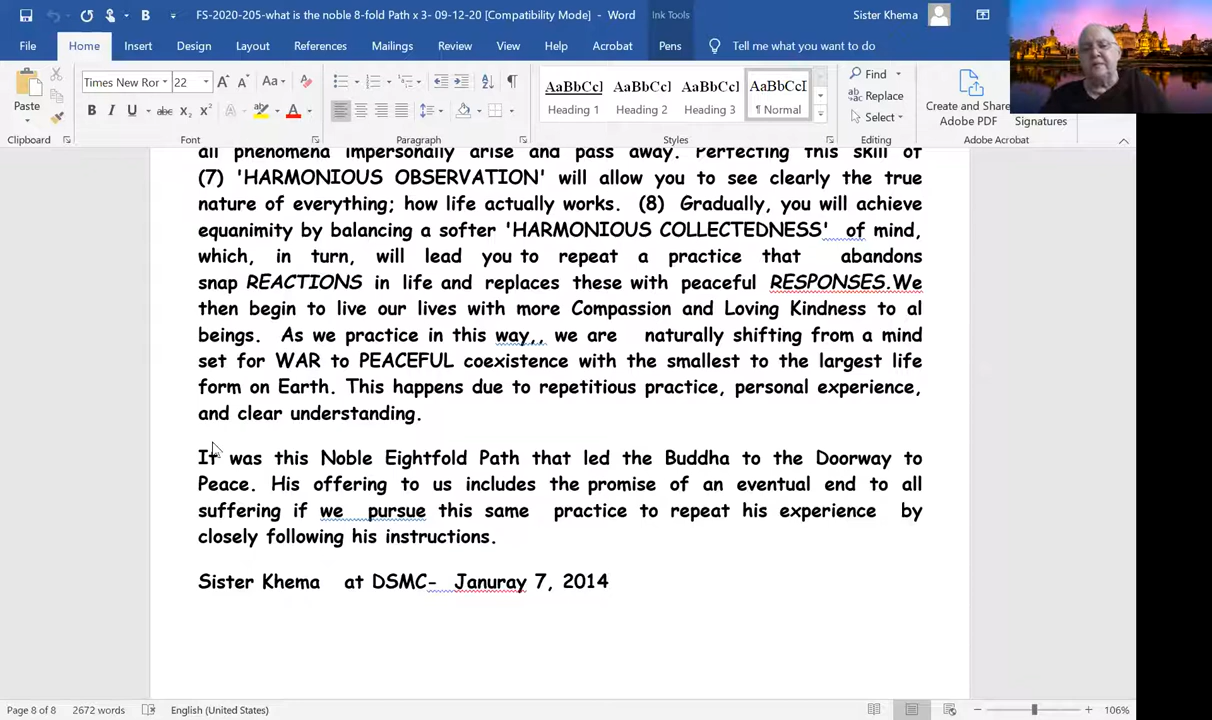 FS-2020-205-what is the noble 8-fold Path x 3- 09-12-20 [Compatibility Mode] - Word
Ink Tools
Sister Khema
File Home Insert Design Layout References Mailings Review View Help Acrobat Pens Tell me what you want to do
Times New Ror 22
Paste
Clipboard
Font
Paragraph
AaBbCcI Heading 1
AaBbCcI Heading 2
AaBbCcI Heading 3
AaBbCcI ¶ Normal
Styles
Find
Replace
Select
Editing
Create and Share
Adobe PDF
Signatures
Adobe Acrobat
all phenomena impersonally arise and pass away. Perfecting this skill of
(7) 'HARMONIOUS OBSERVATION' will allow you to see clearly the true
nature of everything; how life actually works. (8) Gradually, you will achieve
equanimity by balancing a softer 'HARMONIOUS COLLECTEDNESS' of mind,
which, in turn, will lead you to repeat a practice that abandons
snap REACTIONS in life and replaces these with peaceful RESPONSES.We
then begin to live our lives with more Compassion and Loving Kindness to al
beings. As we practice in this way,, we are naturally shifting from a mind
set for WAR to PEACEFUL coexistence with the smallest to the largest life
form on Earth. This happens due to repetitious practice, personal experience,
and clear understanding.
It was this Noble Eightfold Path that led the Buddha to the Doorway to
Peace. His offering to us includes the promise of an eventual end to all
suffering if we pursue this same practice to repeat his experience by
closely following his instructions.
Sister Khema at DSMC- Januray 7, 2014
Page 8 of 8 2672 words English (United States) 106%